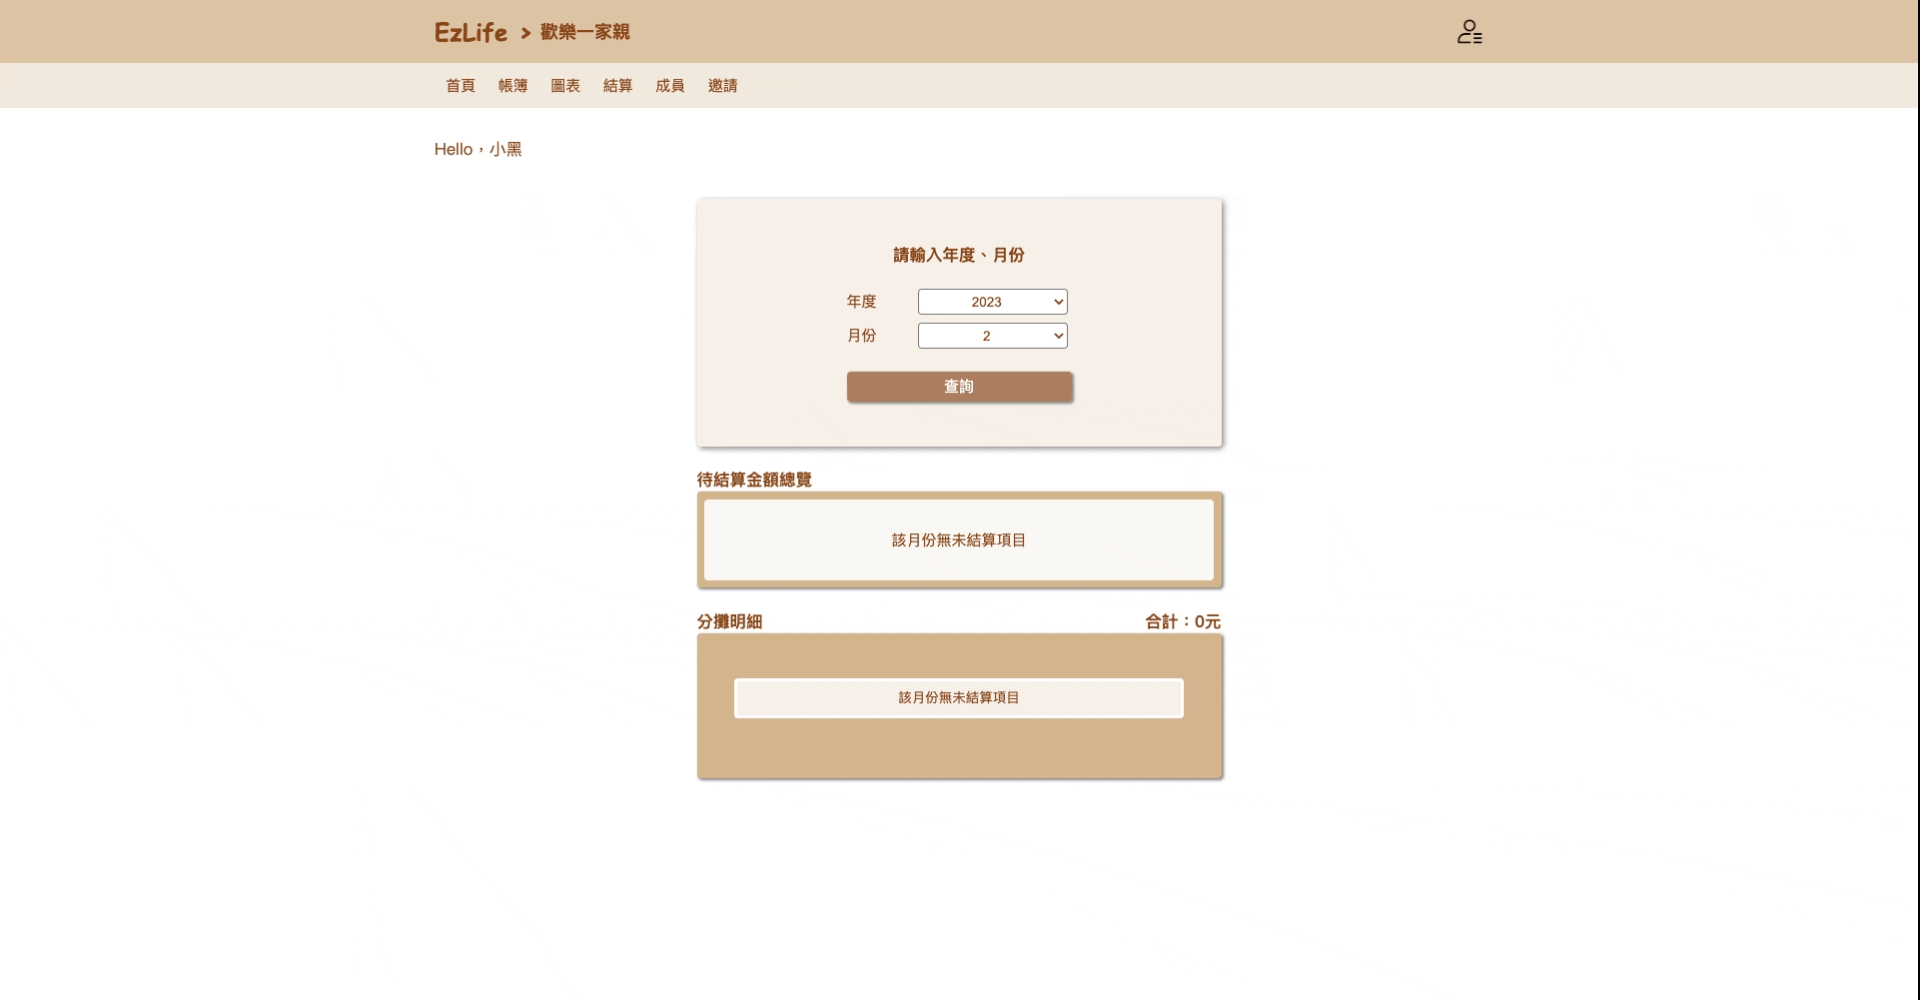 EzLife > 歡樂一家親
首頁 帳簿 圖表 結算 成員 邀請
Hello，小黑
請輸入年度、月份
年度 2023
月份 2
查詢
待結算金額總覽
該月份無未結算項目
分攤明細 合計：0元
該月份無未結算項目